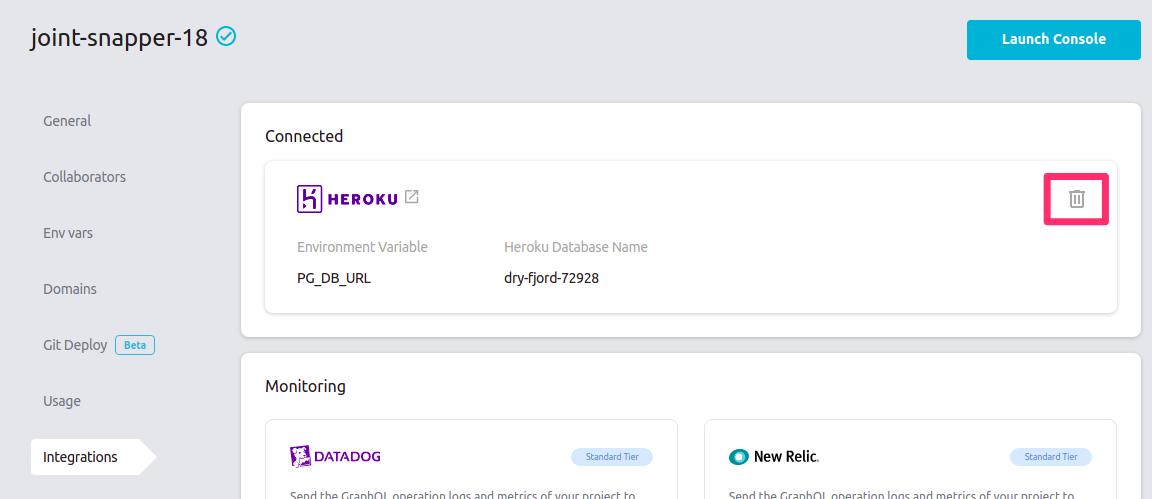 joint-snapper-18
Launch Console
General
Collaborators
Env vars
Domains
Git Deploy Beta
Usage
Integrations
Connected
HEROKU
Environment Variable Heroku Database Name
PG_DB_URL dry-fjord-72928
Monitoring
DATADOG Standard Tier
New Relic. Standard Tier
Send the GraphQL operation logs and metrics of your project to
Send the GraphQL operation logs and metrics of your project to